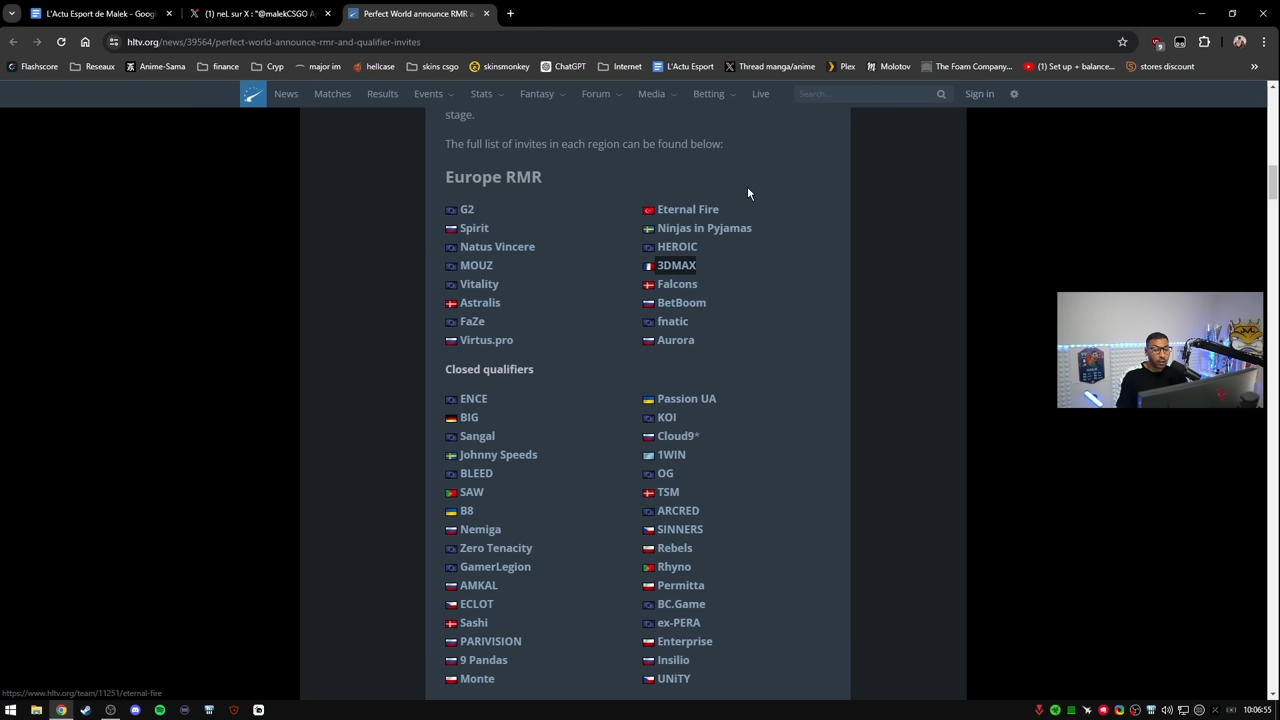 L'Actu Esport de Malek - Goog
(1) neL sur X : "@malekCSGO A
Perfect World announce RMR a
hltv.org/news/39564/perfect-world-announce-rmr-and-qualifier-invites
9
Flashscore
Reseaux
Anime-Sama
finance
Cryp
major im
hellcase
skins csgo
skinsmonkey
ChatGPT
Internet
L'Actu Esport
Thread manga/anime
Plex
Molotov
The Foam Company...
(1) Set up + balance...
stores discount
News
Matches
Results
Events
Stats
Fantasy
Forum
Media
Betting
Live
Search...
Sign in
stage.
The full list of invites in each region can be found below:
Europe RMR
G2
Eternal Fire
Spirit
Ninjas in Pyjamas
Natus Vincere
HEROIC
MOUZ
3DMAX
Vitality
Falcons
Astralis
BetBoom
FaZe
fnatic
Virtus.pro
Aurora
Closed qualifiers
ENCE
Passion UA
BIG
KOI
Sangal
Cloud9*
Johnny Speeds
1WIN
BLEED
OG
SAW
TSM
B8
ARCRED
Nemiga
SINNERS
Zero Tenacity
Rebels
GamerLegion
Rhyno
AMKAL
Permitta
ECLOT
BC.Game
Sashi
ex-PERA
PARIVISION
Enterprise
9 Pandas
Insilio
Monte
UNiTY
https://www.hltv.org/team/11251/eternal-fire
10:06:55